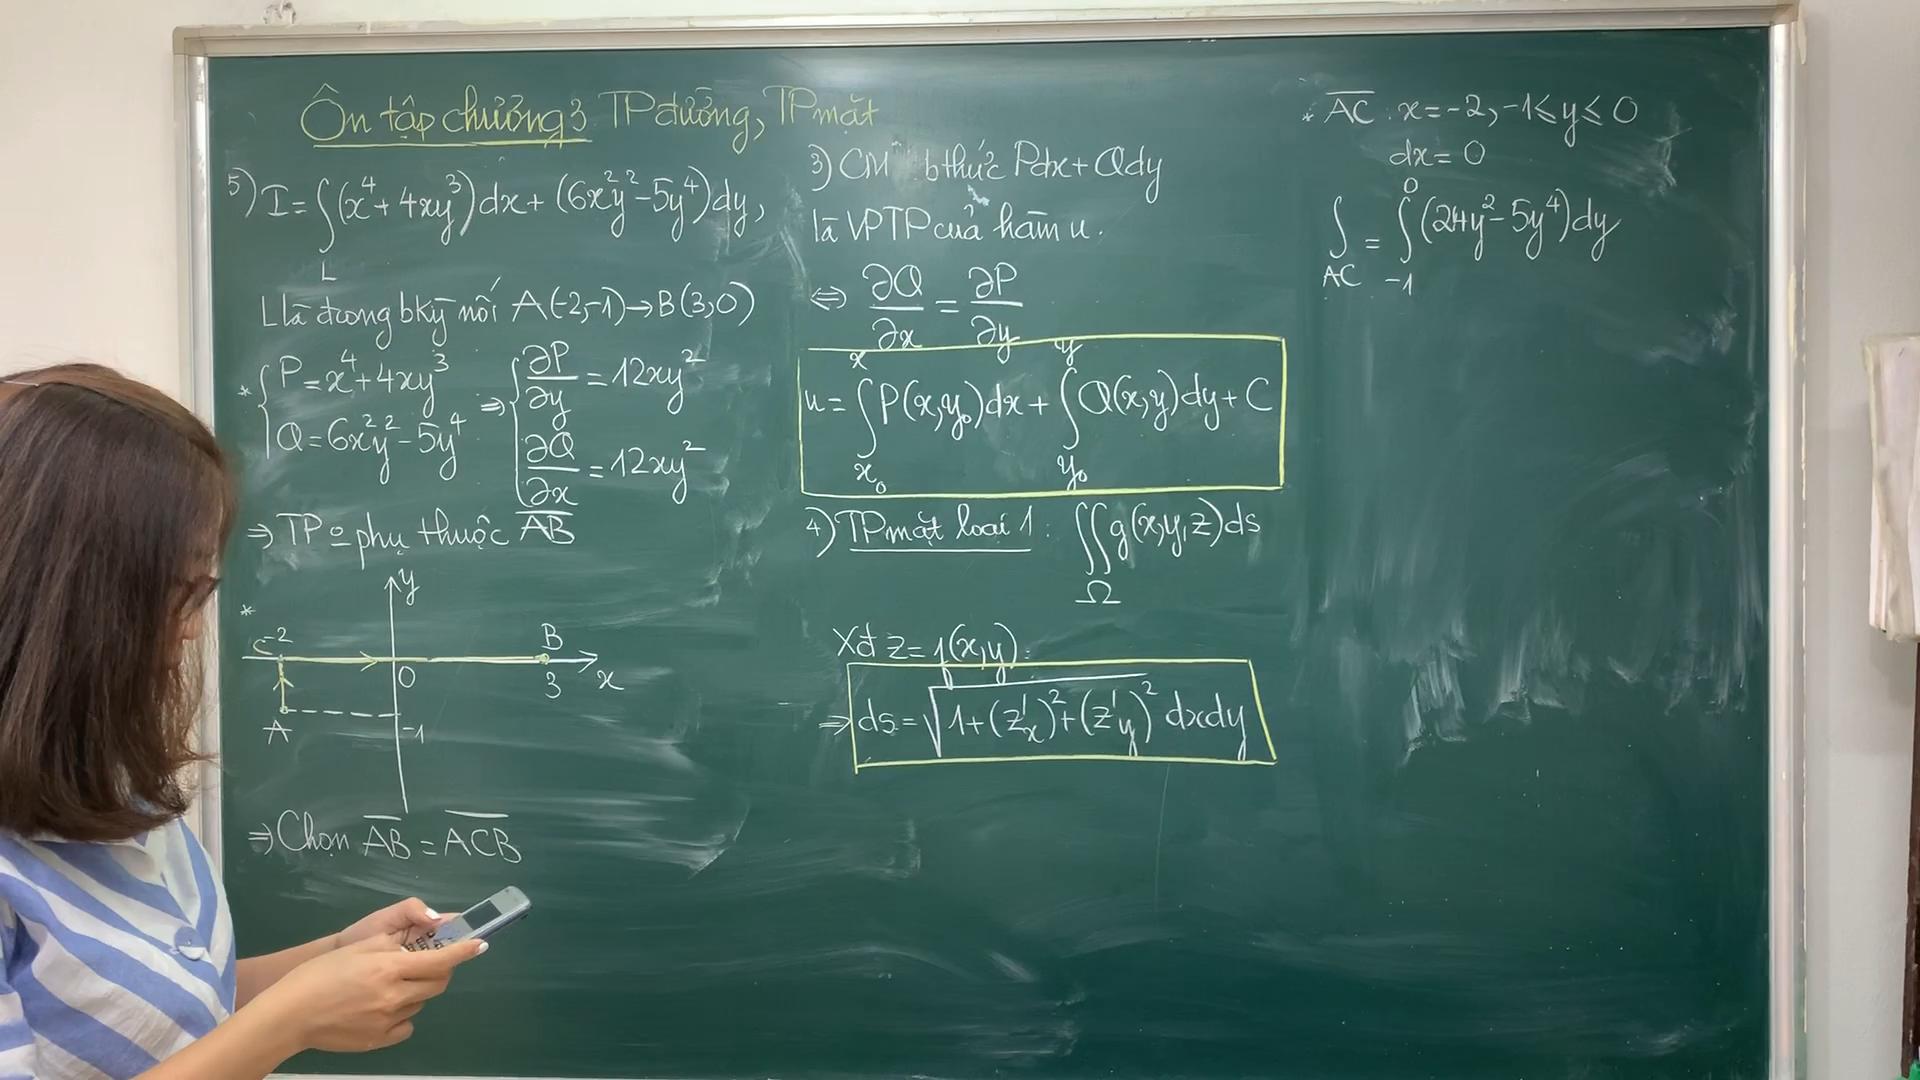 Ôn tập chương 3 TP đường, TP mặt
5) I = ∫_L (x⁴ + 4xy³)dx + (6x²y² - 5y⁴)dy,
L là đường bkỳ nối A(-2,-1) → B(3,0)
* { P = x⁴ + 4xy³
Q = 6x²y² - 5y⁴
⇒ { ∂P/∂y = 12xy²
∂Q/∂x = 12xy²
⇒ TP o phụ thuộc AB
*
y
C -2
B
O
3
x
A
-1
⇒ Chọn AB = ACB
3) CM b thức Pdx + Qdy
là VPTP của hàm u.
⇔ ∂Q/∂x = ∂P/∂y
u = ∫_{x₀}^{x} P(x,y₀)dx + ∫_{y₀}^{y} Q(x,y)dy + C
4) TP mặt loại 1 : ∬_Ω g(x,y,z)ds
Xđ z = f(x,y) :
⇒ ds = √(1 + (z'x)² + (z'y)²) dxdy
* AC : x = -2, -1 ≤ y ≤ 0
dx = 0
∫_AC = ∫_{-1}^{0} (24y² - 5y⁴)dy